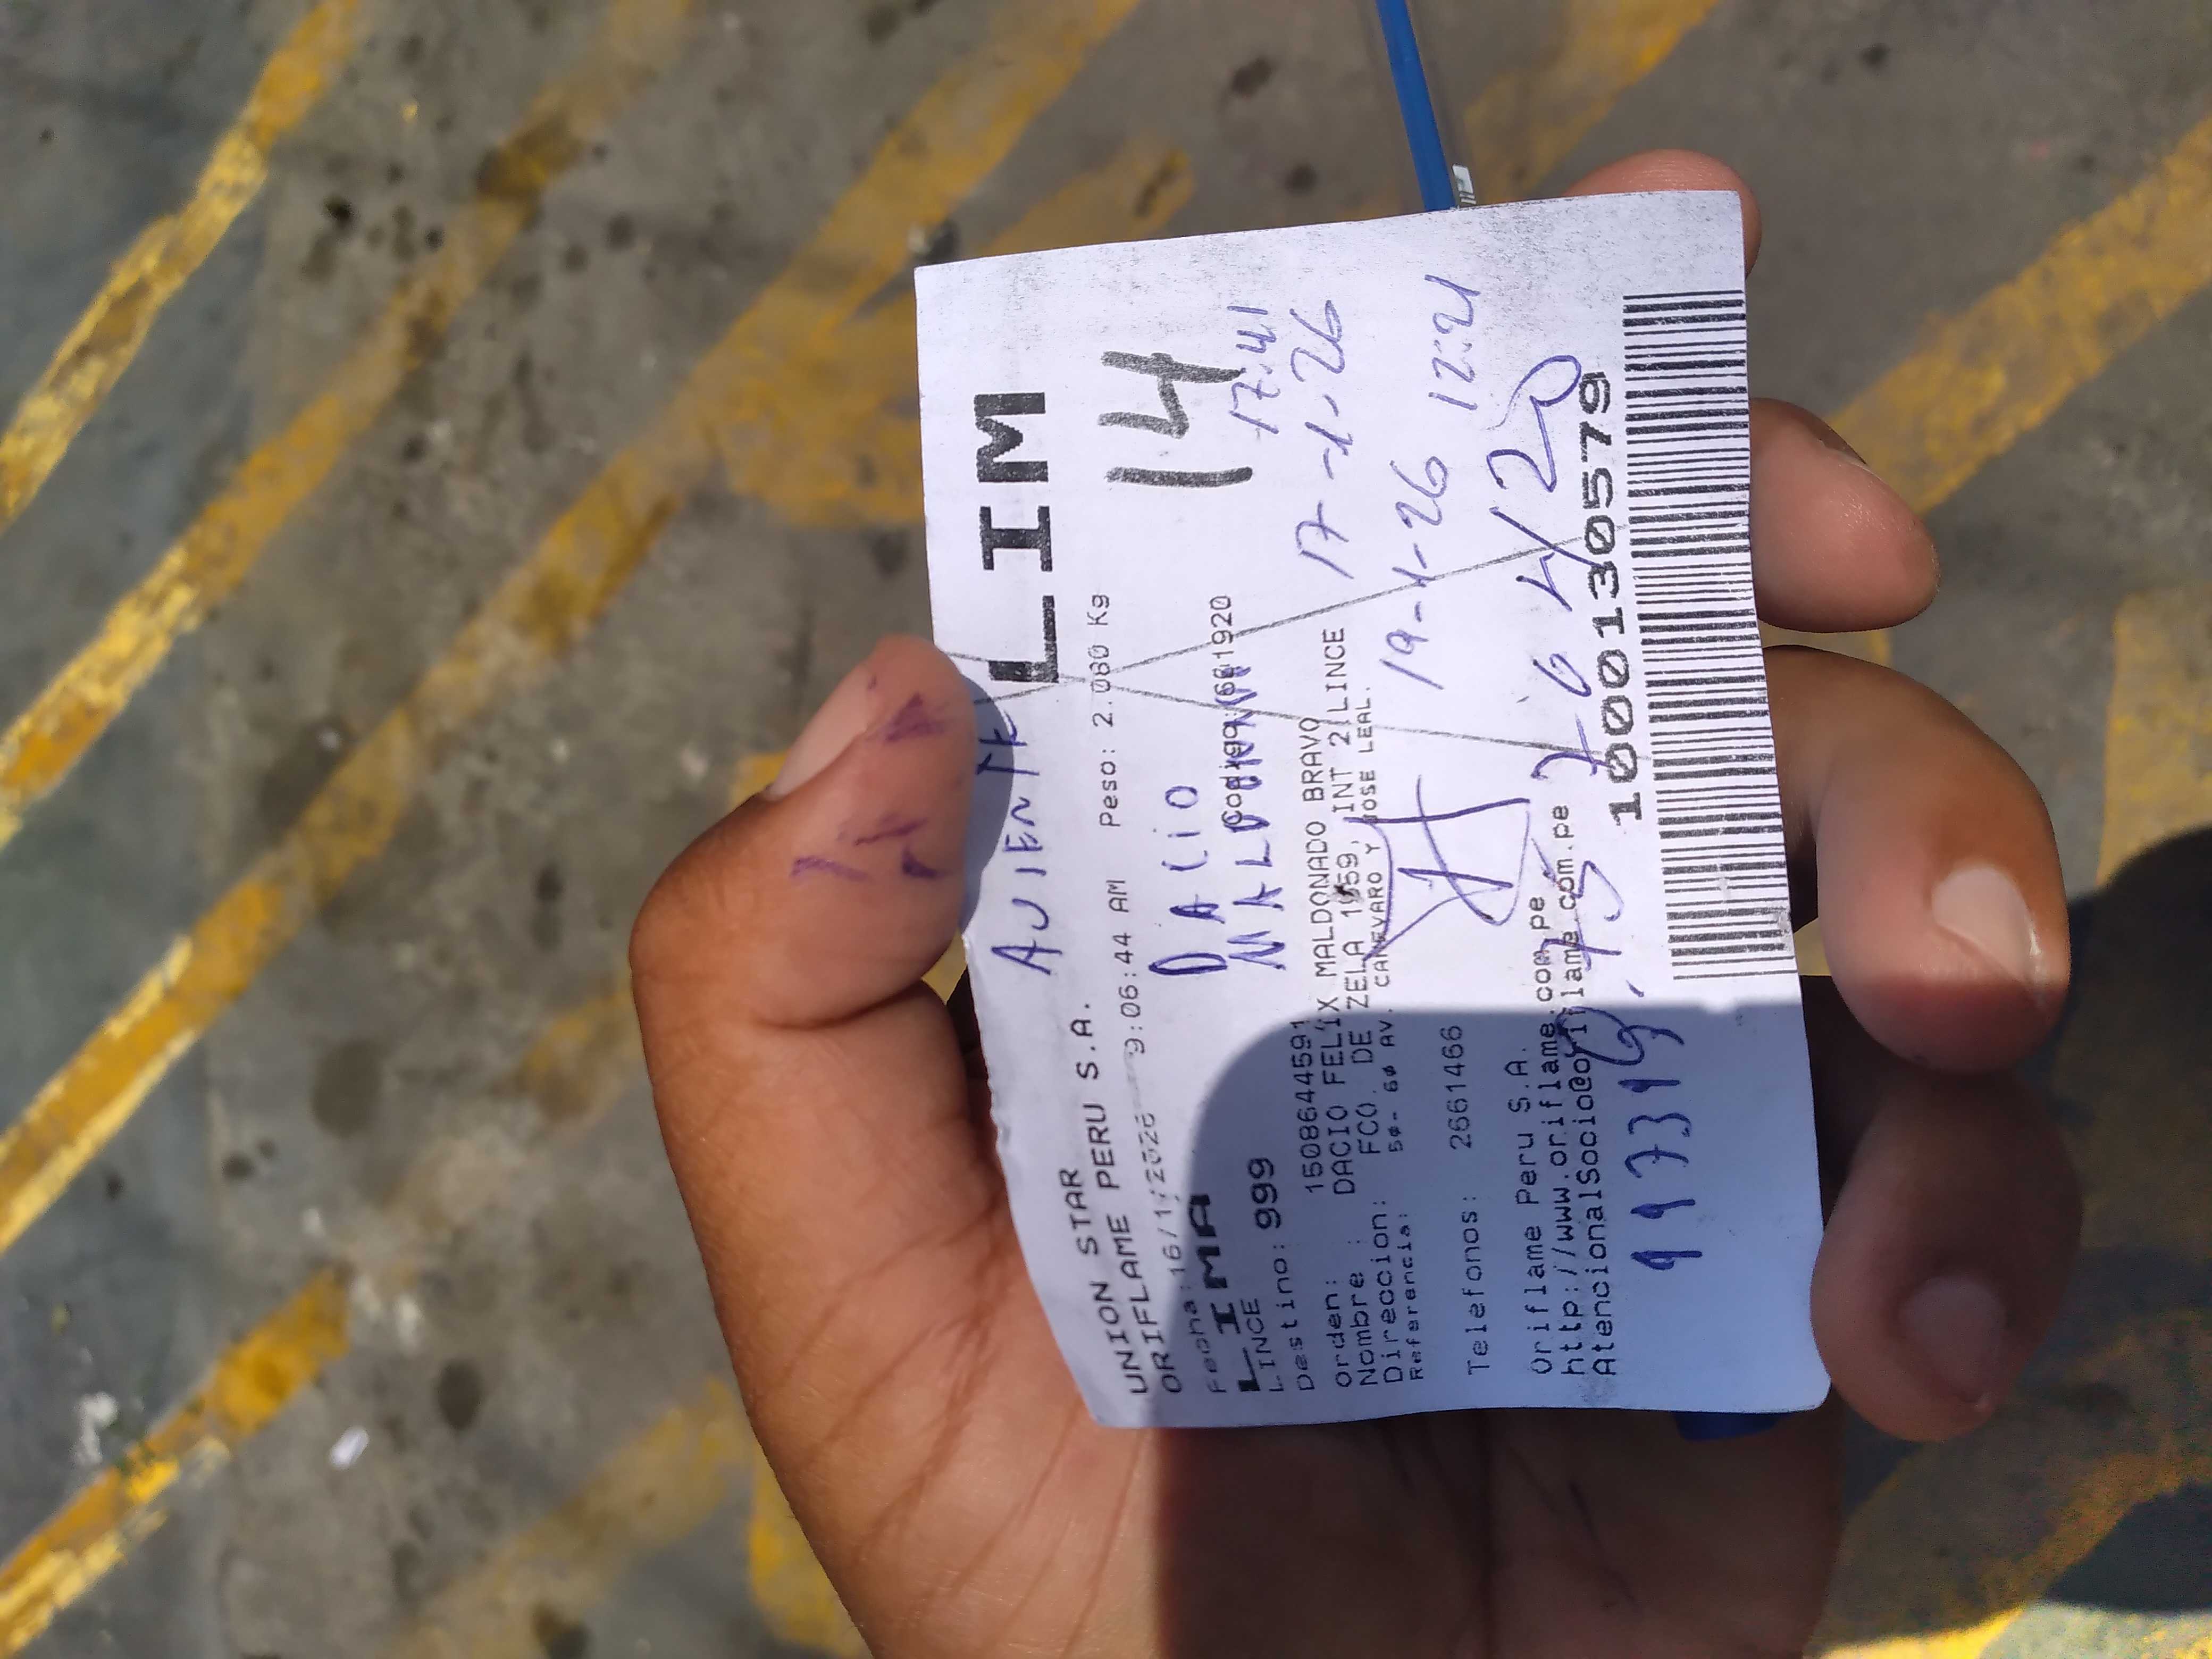 AUSENTE LIM
UNION STAR
ORIFLAME PERU S.A.
Fecha: 16/1/2026 9:06:44 AM Peso: 2.080 Kg
LIMA
14
LINCE
DACIO
Destino: 999
MALDONADO
17:41
17-1-26
Orden: 1508644591
Nombre : DACIO FELIX MALDONADO BRAVO
Direccion: FCO. DE ZELA 1659, INT 2 LINCE
Referencia: 5º- 6º AV. CANEVARO Y JOSE LEAL.
19-1-26 12:21
Telefonos: 2661466
Oriflame Peru S.A.
http://www.oriflame.com.pe
AtencionalSocio@oriflame.com.pe
1000130579